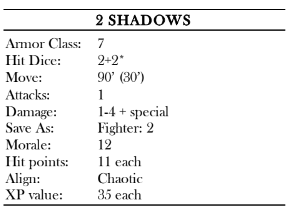 2 SHADOWS
Armor Class: 7
Hit Dice: 2+2*
Move: 90' (30')
Attacks: 1
Damage: 1-4 + special
Save As: Fighter: 2
Morale: 12
Hit points: 11 each
Align: Chaotic
XP value: 35 each